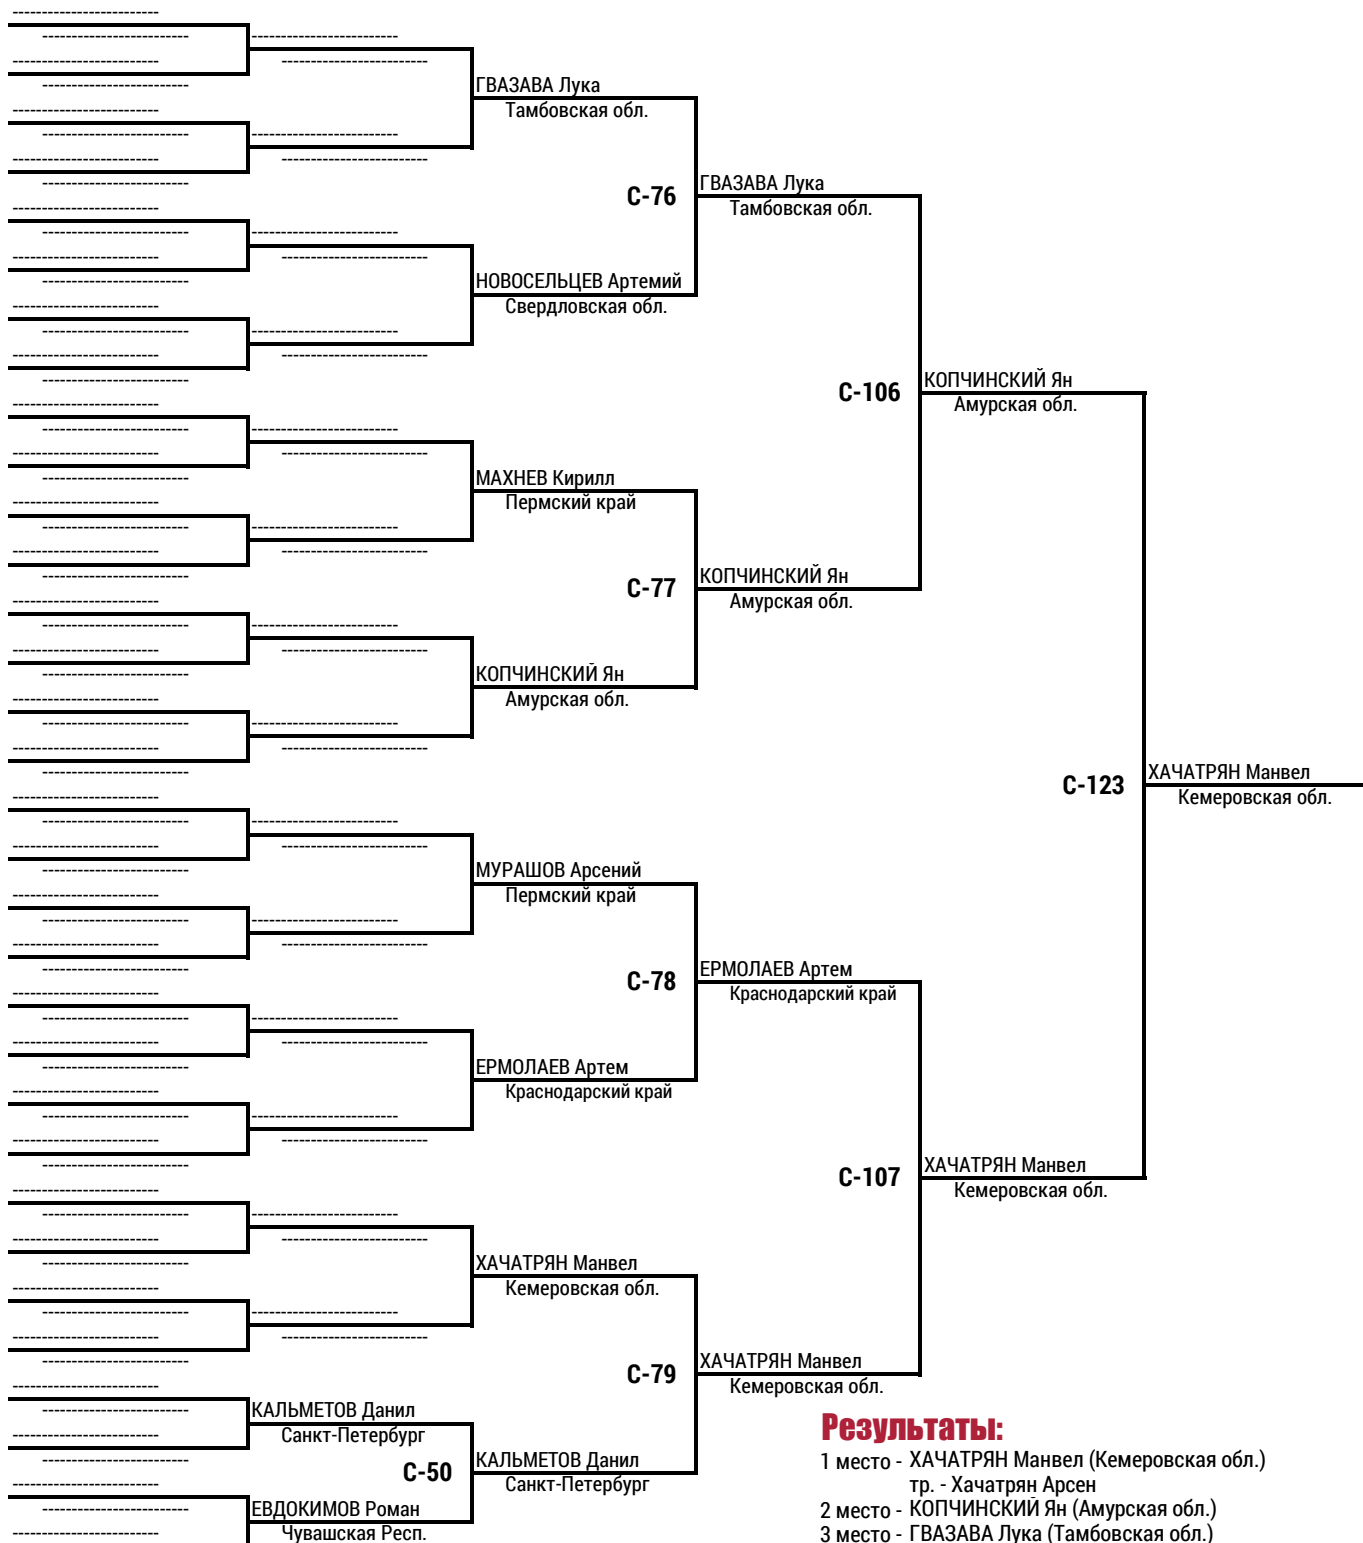 ГВАЗАВА Лука
Тамбовская обл.
С-76
ГВАЗАВА Лука
Тамбовская обл.
НОВОСЕЛЬЦЕВ Артемий
Свердловская обл.
С-106
КОПЧИНСКИЙ Ян
Амурская обл.
МАХНЕВ Кирилл
Пермский край
С-77
КОПЧИНСКИЙ Ян
Амурская обл.
КОПЧИНСКИЙ Ян
Амурская обл.
С-123
ХАЧАТРЯН Манвел
Кемеровская обл.
МУРАШОВ Арсений
Пермский край
С-78
ЕРМОЛАЕВ Артем
Краснодарский край
ЕРМОЛАЕВ Артем
Краснодарский край
С-107
ХАЧАТРЯН Манвел
Кемеровская обл.
ХАЧАТРЯН Манвел
Кемеровская обл.
С-79
ХАЧАТРЯН Манвел
Кемеровская обл.
КАЛЬМЕТОВ Данил
Санкт-Петербург
С-50
КАЛЬМЕТОВ Данил
Санкт-Петербург
ЕВДОКИМОВ Роман
Чувашская Респ.
Результаты:
1 место - ХАЧАТРЯН Манвел (Кемеровская обл.)
тр. - Хачатрян Арсен
2 место - КОПЧИНСКИЙ Ян (Амурская обл.)
3 место - ГВАЗАВА Лука (Тамбовская обл.)